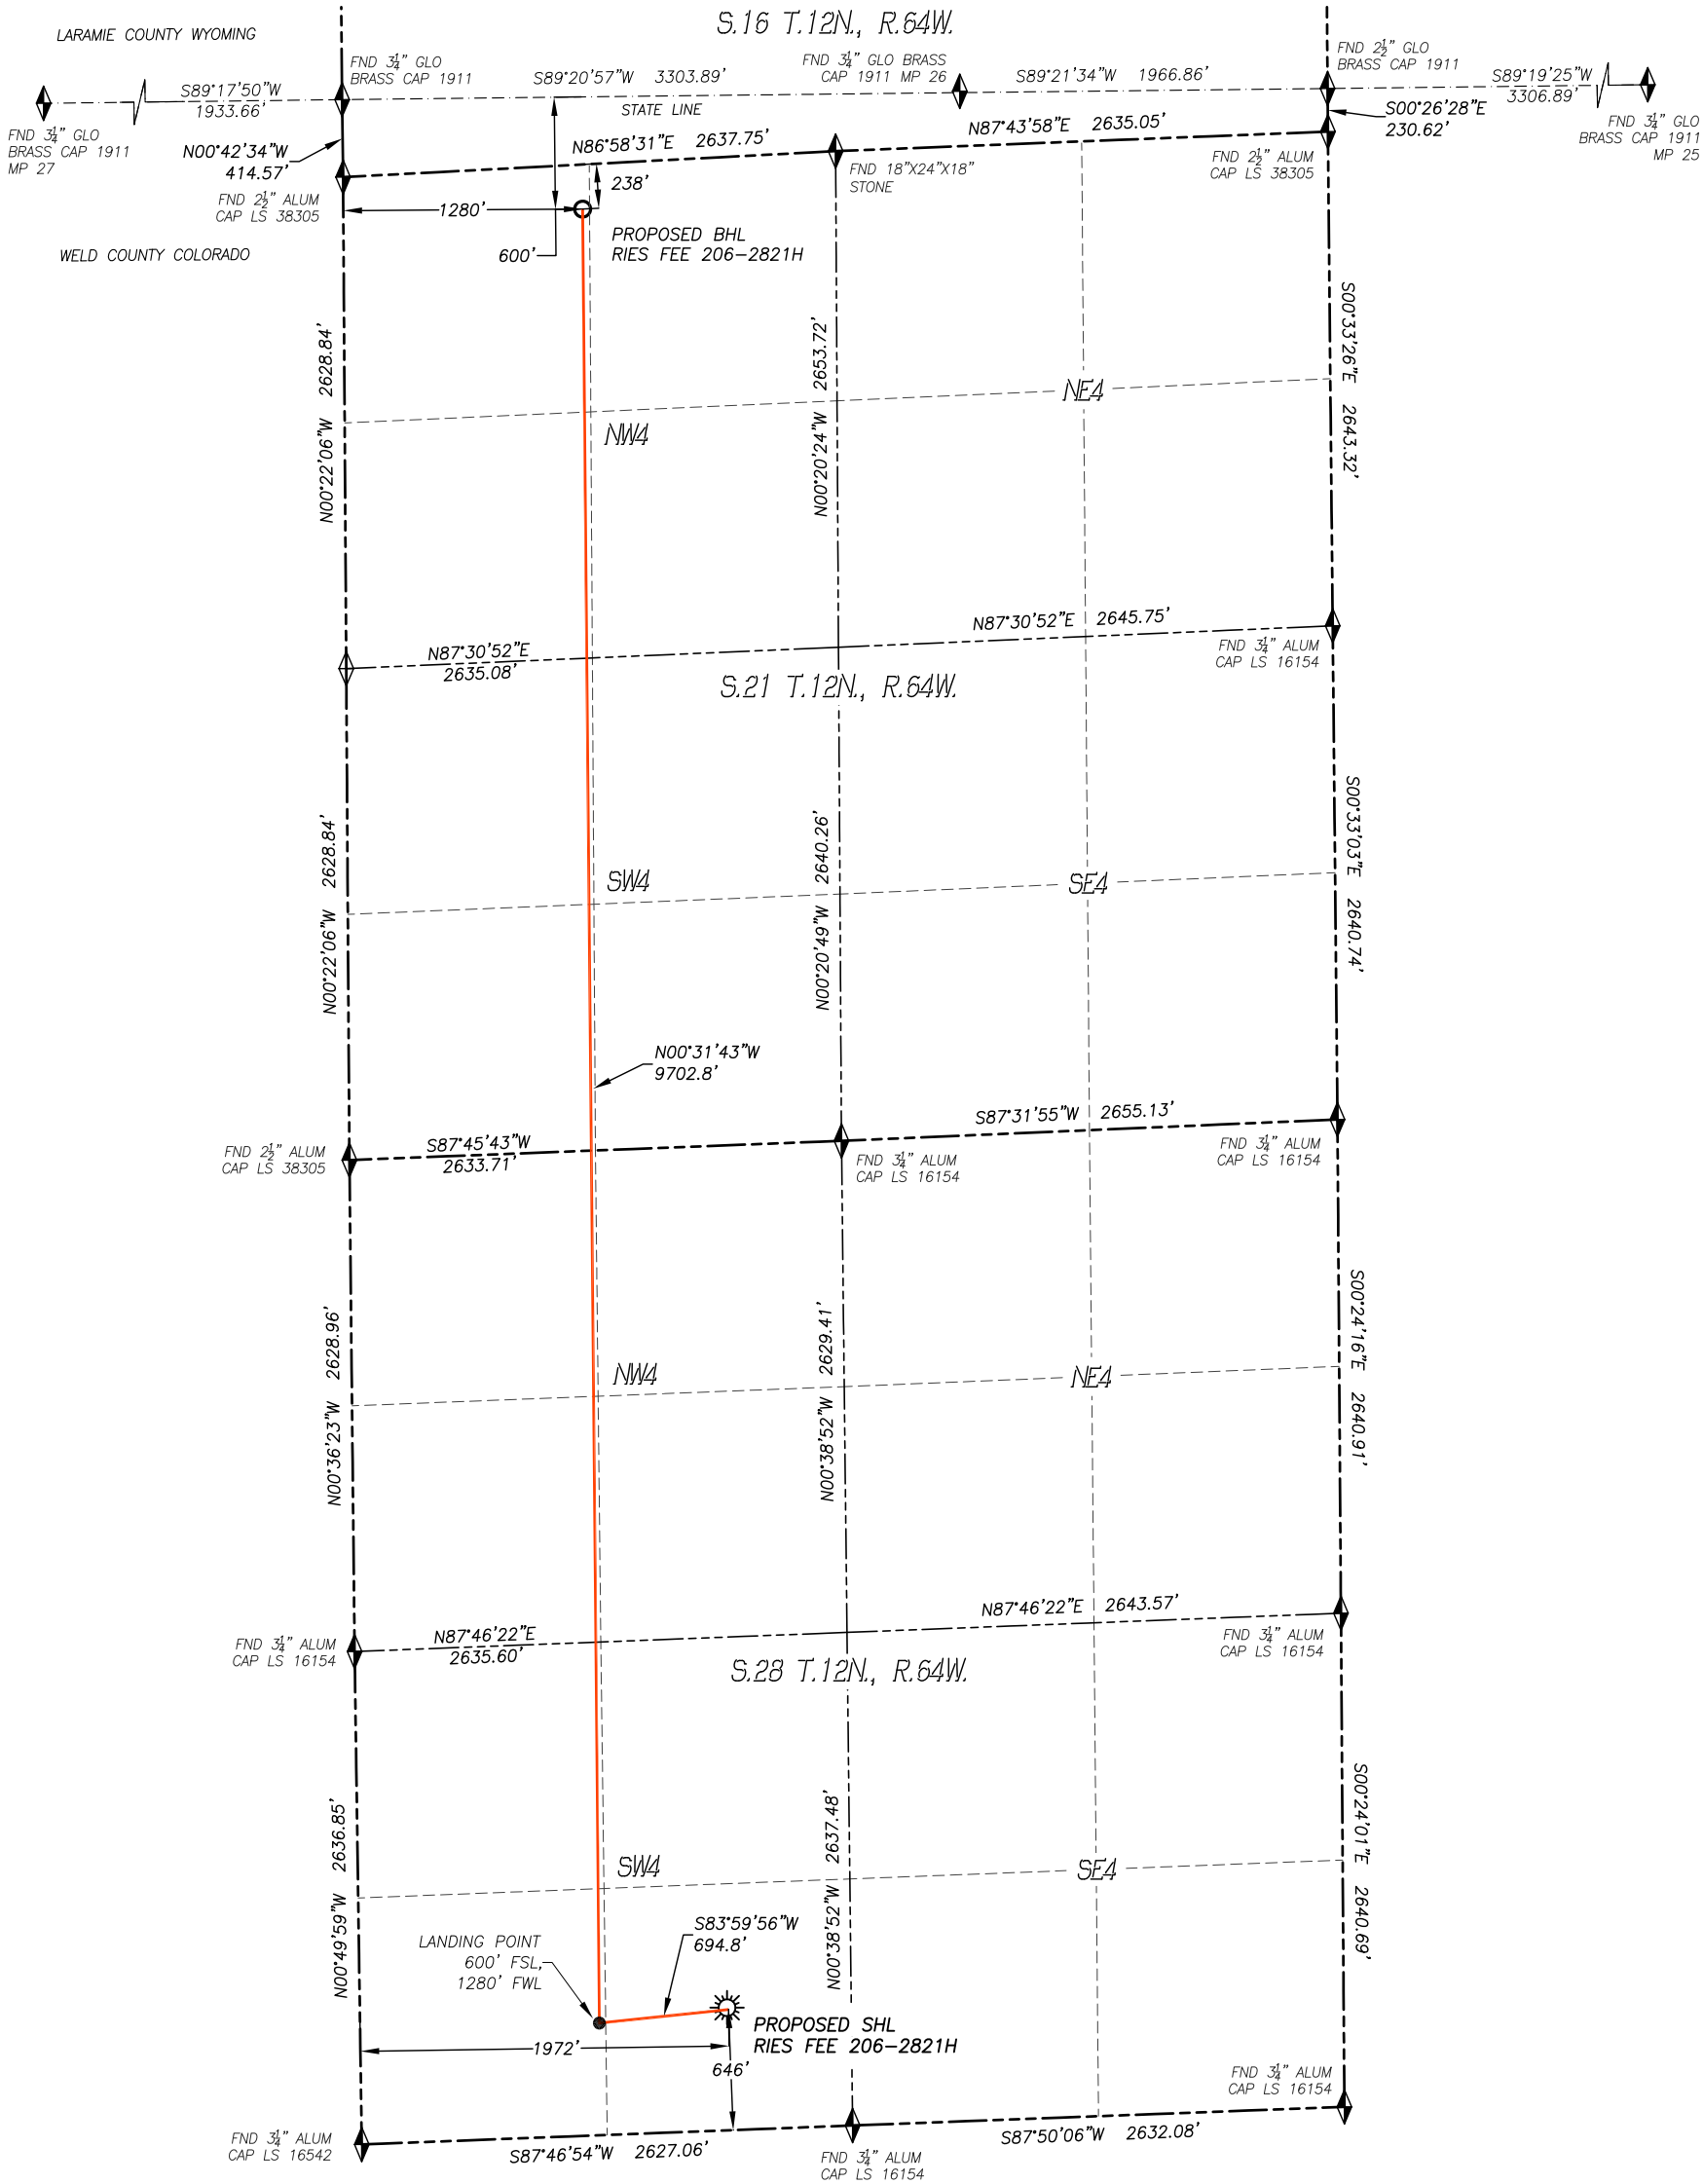 S.16 T.12N., R.64W.
LARAMIE COUNTY WYOMING
FND 3¼" GLO
BRASS CAP 1911
S89°20'57"W 3303.89'
FND 3¼" GLO BRASS
CAP 1911 MP 26
S89°21'34"W 1966.86'
FND 2½" GLO
BRASS CAP 1911
S89°17'50"W
1933.66'
STATE LINE
S89°19'25"W
3306.89'
FND 3¼" GLO
BRASS CAP 1911
MP 27
N00°42'34"W
414.57'
N86°58'31"E 2637.75'
N87°43'58"E 2635.05'
S00°26'28"E
230.62'
FND 3¼" GLO
BRASS CAP 1911
MP 25
FND 2½" ALUM
CAP LS 38305
238'
FND 18"X24"X18"
STONE
FND 2½" ALUM
CAP LS 38305
1280'
WELD COUNTY COLORADO
600'
PROPOSED BHL
RIES FEE 206-2821H
N00°22'06"W 2628.84'
N00°20'24"W 2653.72'
S00°33'26"E 2643.32'
NW4
NE4
N87°30'52"E
2635.08'
N87°30'52"E 2645.75'
FND 3¼" ALUM
CAP LS 16154
S.21 T.12N., R.64W.
N00°22'06"W 2628.84'
N00°20'49"W 2640.26'
S00°33'03"E 2640.74'
SW4
SE4
N00°31'43"W
9702.8'
FND 2½" ALUM
CAP LS 38305
S87°45'43"W
2633.71'
S87°31'55"W 2655.13'
FND 3¼" ALUM
CAP LS 16154
FND 3¼" ALUM
CAP LS 16154
N00°36'23"W 2628.96'
N00°38'52"W 2629.41'
S00°24'16"E 2640.91'
NW4
NE4
FND 3¼" ALUM
CAP LS 16154
N87°46'22"E
2635.60'
N87°46'22"E 2643.57'
FND 3¼" ALUM
CAP LS 16154
S.28 T.12N., R.64W.
N00°49'59"W 2636.85'
N00°38'52"W 2637.48'
S00°24'01"E 2640.69'
SW4
SE4
LANDING POINT
600' FSL,
1280' FWL
S83°59'56"W
694.8'
PROPOSED SHL
RIES FEE 206-2821H
1972'
646'
FND 3¼" ALUM
CAP LS 16154
FND 3¼" ALUM
CAP LS 16542
S87°46'54"W 2627.06'
FND 3¼" ALUM
CAP LS 16154
S87°50'06"W 2632.08'